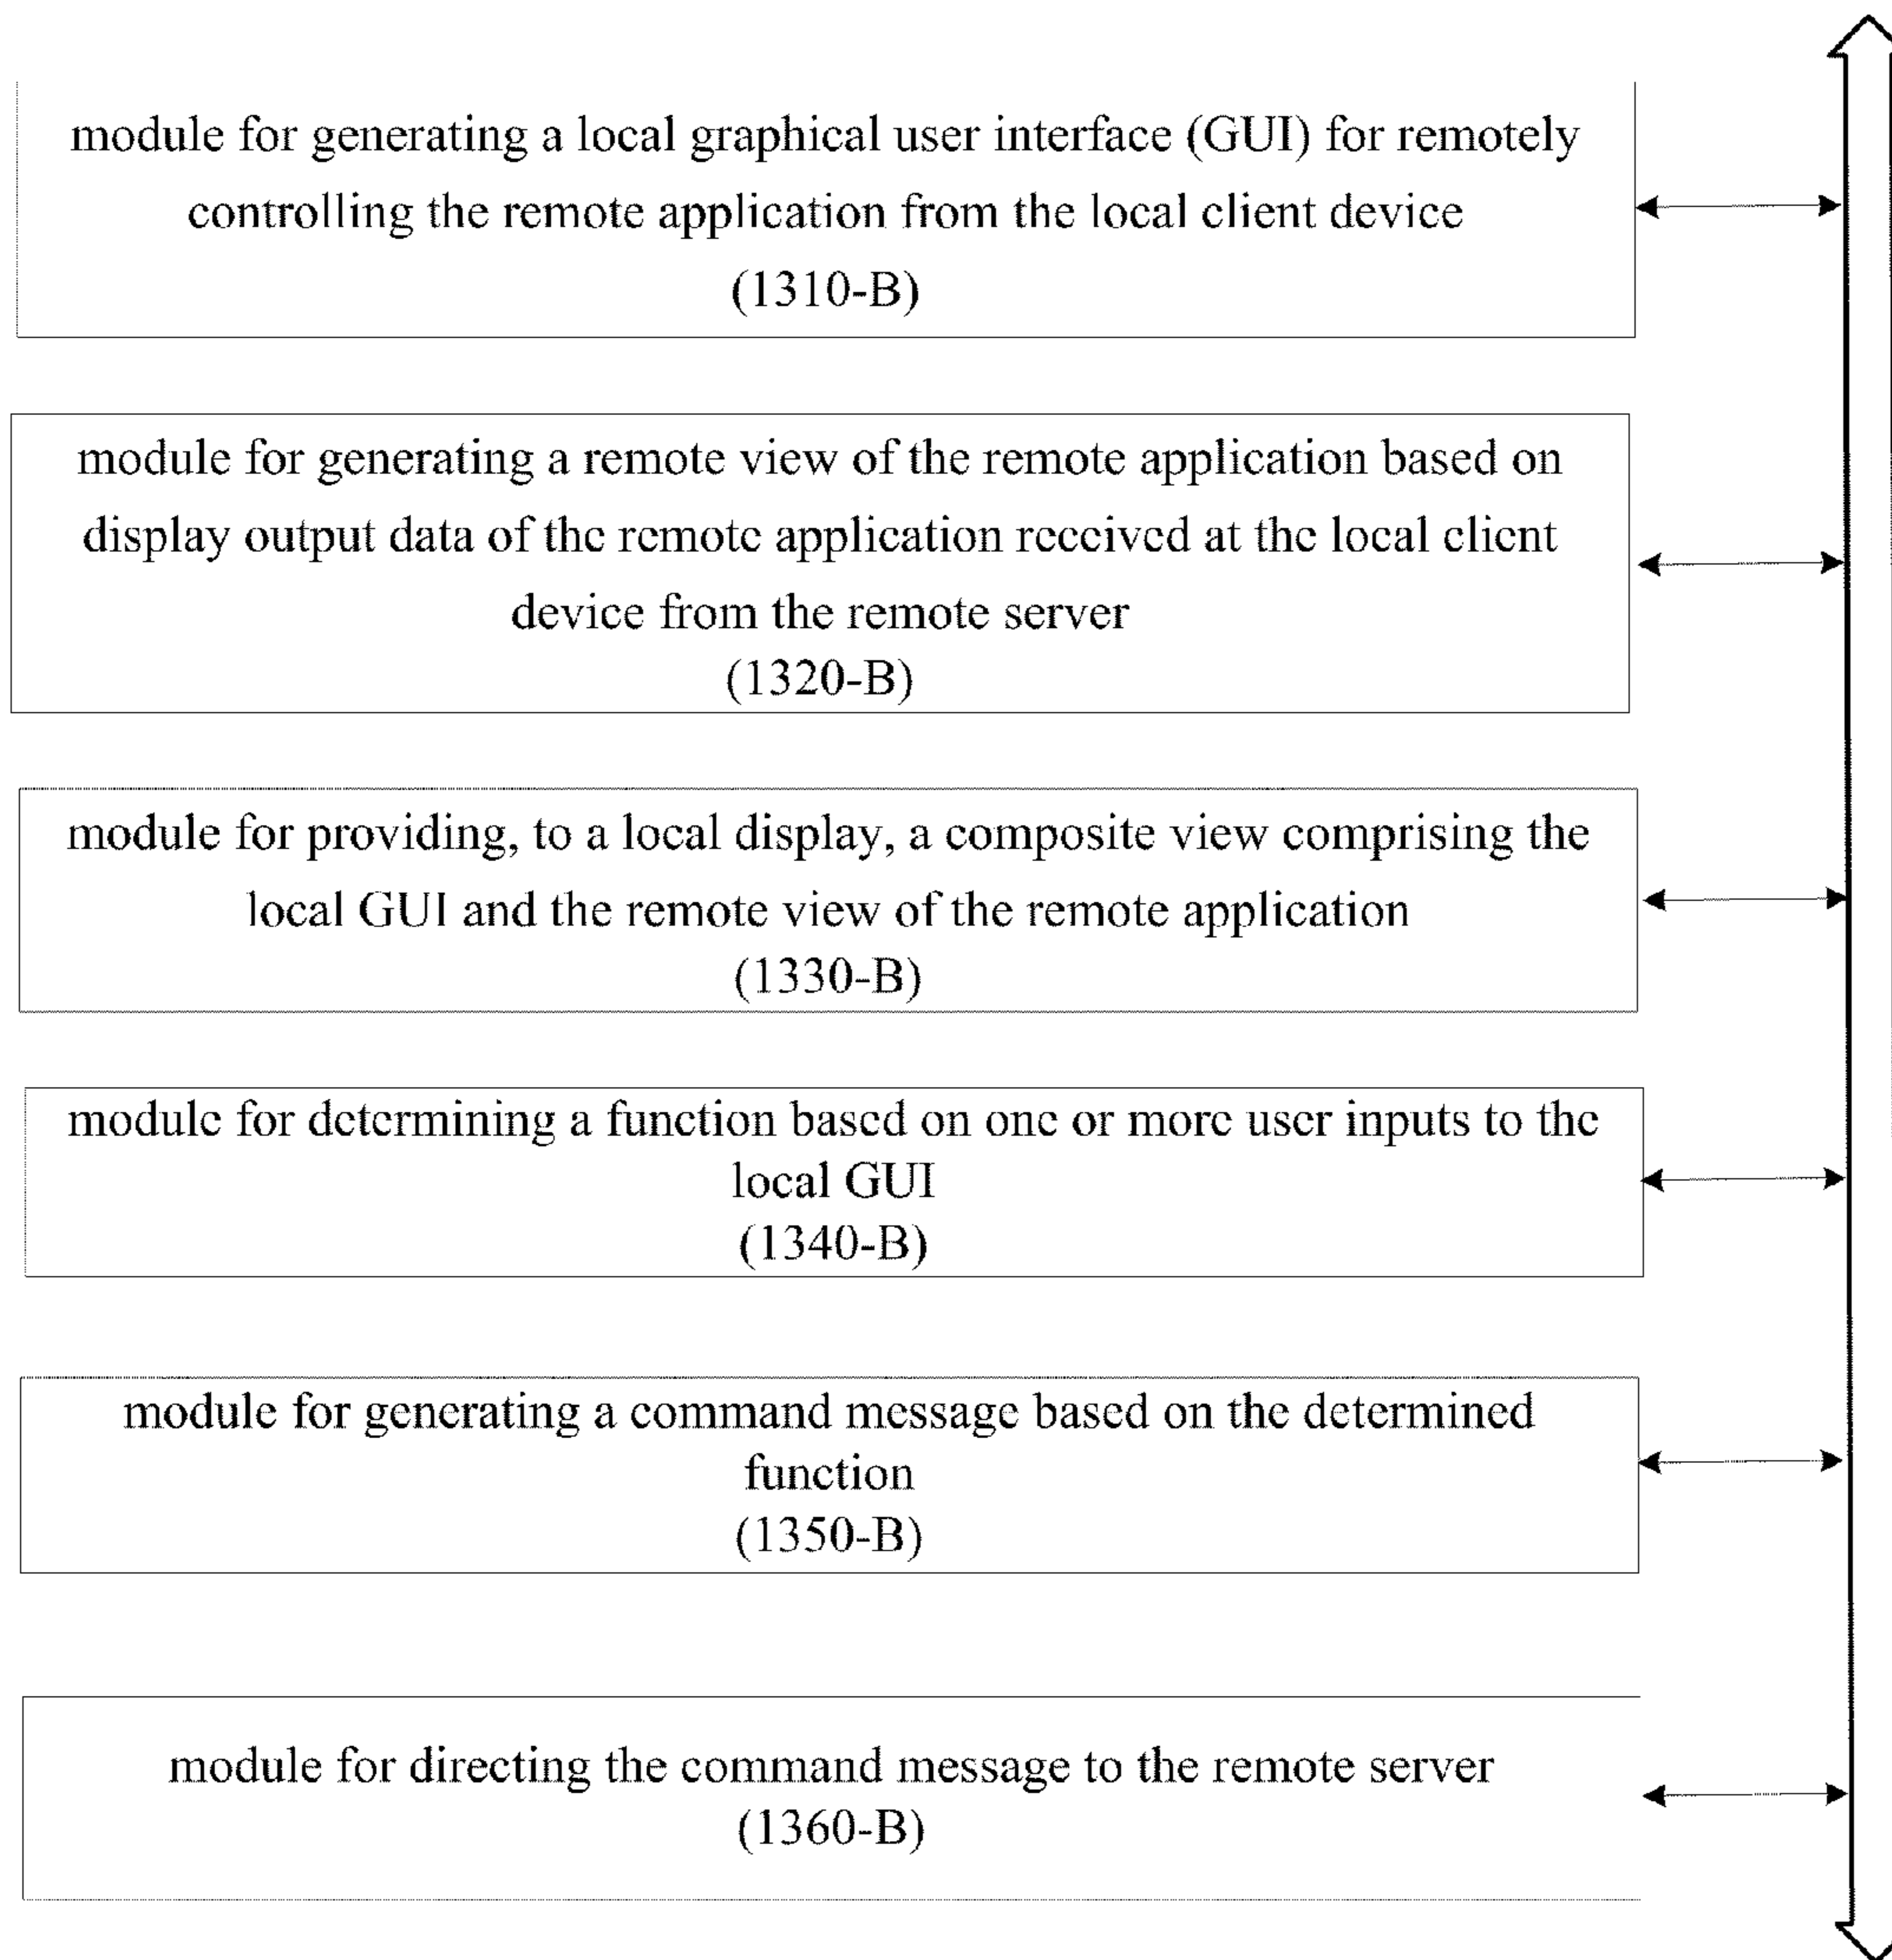 module for generating a local graphical user interface (GUI) for remotely
controlling the remote application from the local client device
(1310-B)
module for generating a remote view of the remote application based on
display output data of the remote application received at the local client
device from the remote server
(1320-B)
module for providing, to a local display, a composite view comprising the
local GUI and the remote view of the remote application
(1330-B)
module for determining a function based on one or more user inputs to the
local GUI
(1340-B)
module for generating a command message based on the determined
function
(1350-B)
module for directing the command message to the remote server
(1360-B)